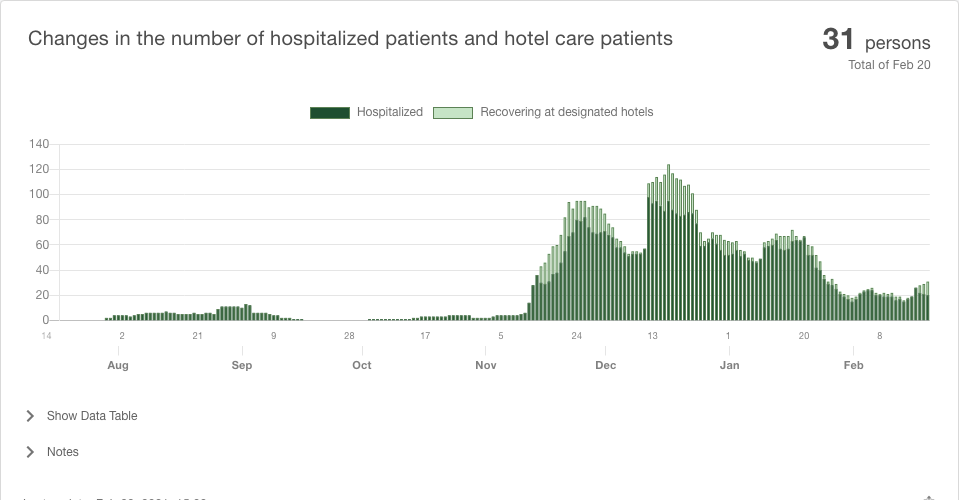 Changes in the number of hospitalized patients and hotel care patients
31 persons
Total of Feb 20
Hospitalized
Recovering at designated hotels
140
120
100
80
60
40
20
0
14 2 21 9 28 17 5 24 13 1 20 8
Aug Sep Oct Nov Dec Jan Feb
Show Data Table
Notes